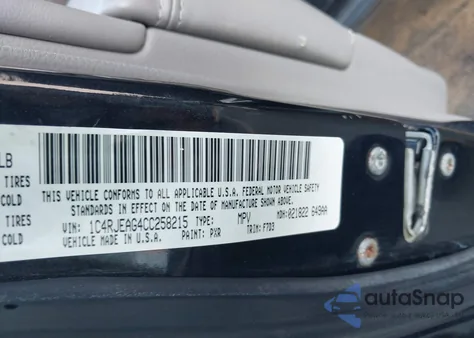 LB
TIRES
COLD
TIRES
COLD
THIS VEHICLE CONFORMS TO ALL APPLICABLE U.S.A. FEDERAL MOTOR VEHICLE SAFETY
STANDARDS IN EFFECT ON THE DATE OF MANUFACTURE SHOWN ABOVE.
VIN: 1C4RJEAG4CC258215 TYPE: MPV MDH: 021822 649AA
VEHICLE MADE IN U.S.A. PAINT: PXR TRIM: FTD3
autoSnap